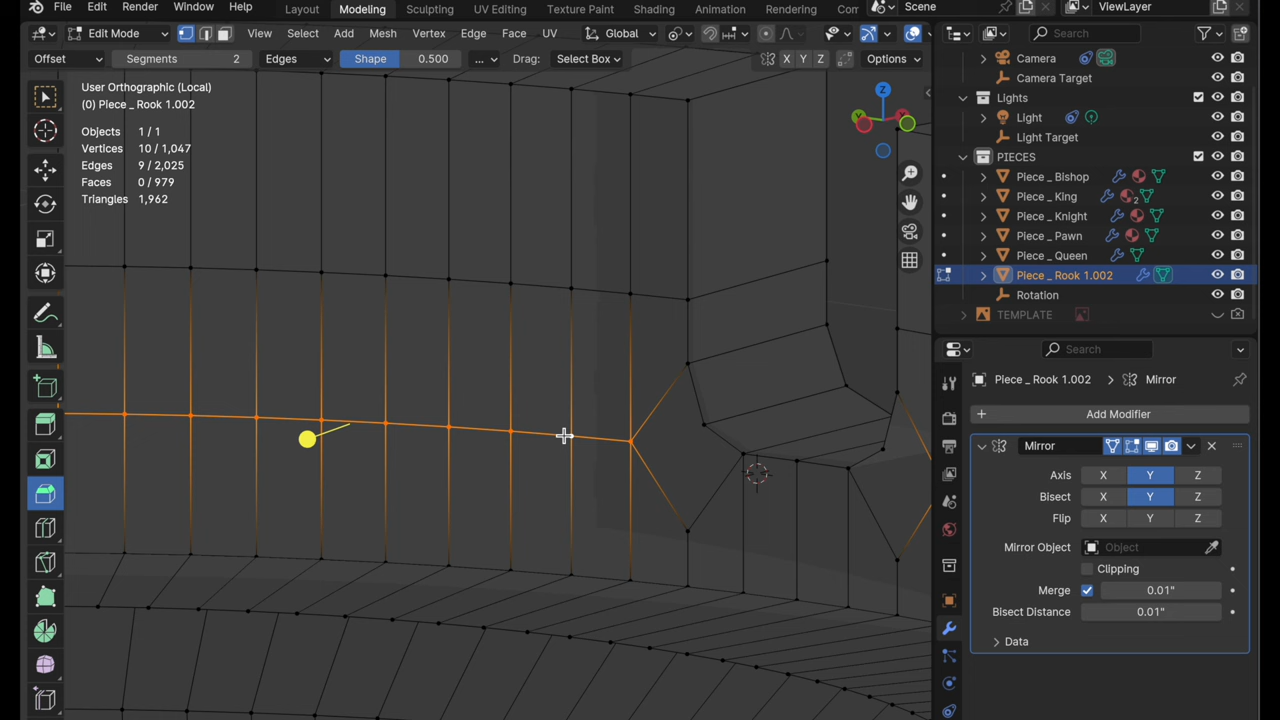 File Edit Render Window Help Layout Modeling Sculpting UV Editing Texture Paint Shading Animation Rendering Scene ViewLayer
Edit Mode View Select Add Mesh Vertex Edge Face UV Global Search
Offset Segments 2 Edges Shape 0.500 ... Drag: Select Box X Y Z Options
User Orthographic (Local)
(0) Piece _ Rook 1.002
Objects 1 / 1
Vertices 10 / 1,047
Edges 9 / 2,025
Faces 0 / 979
Triangles 1,962
Z
Y
Camera
Camera Target
Lights
Light
Light Target
PIECES
Piece _ Bishop
Piece _ King 2
Piece _ Knight
Piece _ Pawn
Piece _ Queen
Piece _ Rook 1.002
Rotation
TEMPLATE
Search
Piece _ Rook 1.002 > Mirror
+ Add Modifier
Mirror
Axis X Y Z
Bisect X Y Z
Flip X Y Z
Mirror Object Object
Clipping
Merge 0.01"
Bisect Distance 0.01"
Data